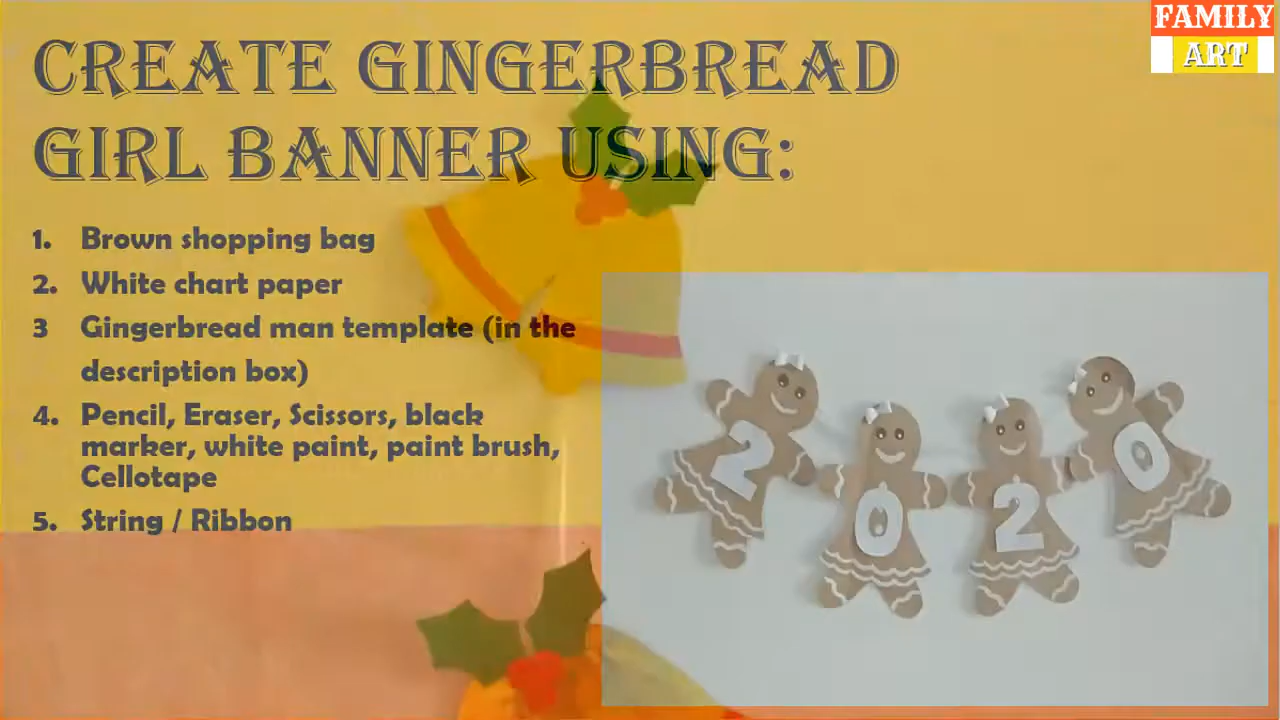 FAMILY
ART
CREATE GINGERBREAD
GIRL BANNER USING:
1. Brown shopping bag
2. White chart paper
3 Gingerbread man template (in the
description box)
4. Pencil, Eraser, Scissors, black
marker, white paint, paint brush,
Cellotape
5. String / Ribbon
2 0 2 0